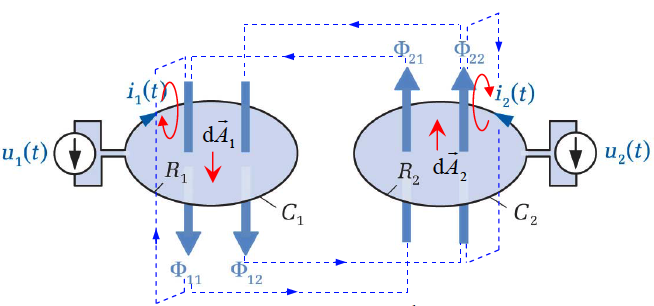 Φ₂₁ Φ₂₂
i₁(t) i₂(t)
u₁(t) dA⃗₁ dA⃗₂ u₂(t)
R₁ R₂
C₁ C₂
Φ₁₁ Φ₁₂